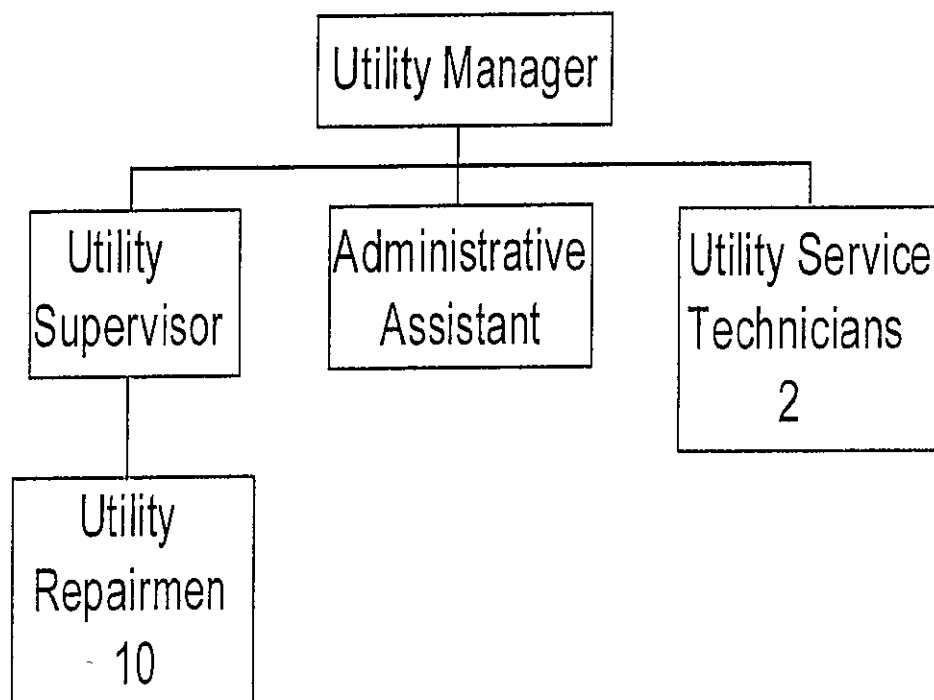 Utility Manager
Utility
Supervisor
Administrative
Assistant
Utility Service
Technicians
2
Utility
Repairmen
10